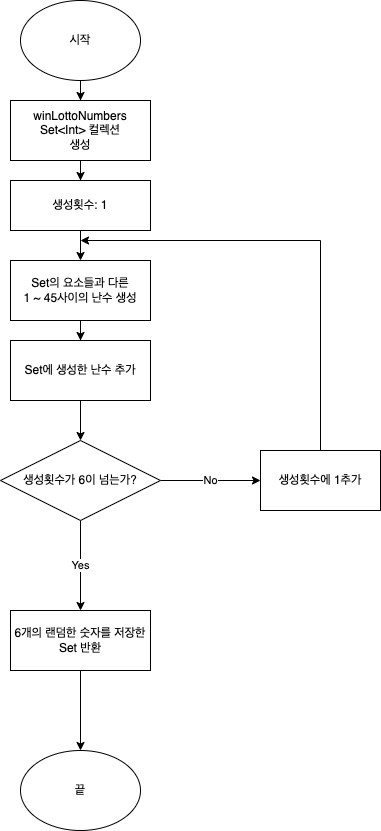 시작
winLottoNumbers
Set<Int> 컬렉션
생성
생성횟수: 1
Set의 요소들과 다른
1 ~ 45사이의 난수 생성
Set에 생성한 난수 추가
생성횟수가 6이 넘는가?
No
생성횟수에 1추가
Yes
6개의 랜덤한 숫자를 저장한
Set 반환
끝